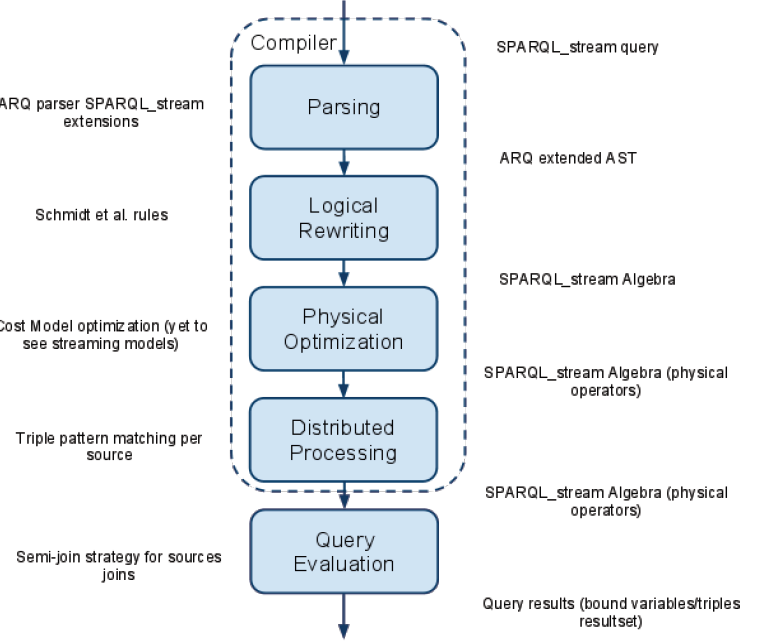 Compiler
SPARQL_stream query
ARQ parser SPARQL_stream
extensions
Parsing
ARQ extended AST
Schmidt et al. rules
Logical
Rewriting
SPARQL_stream Algebra
Cost Model optimization (yet to
see streaming models)
Physical
Optimization
SPARQL_stream Algebra (physical
operators)
Triple pattern matching per
source
Distributed
Processing
SPARQL_stream Algebra (physical
operators)
Semi-join strategy for sources
joins
Query
Evaluation
Query results (bound variables/triples
resultset)